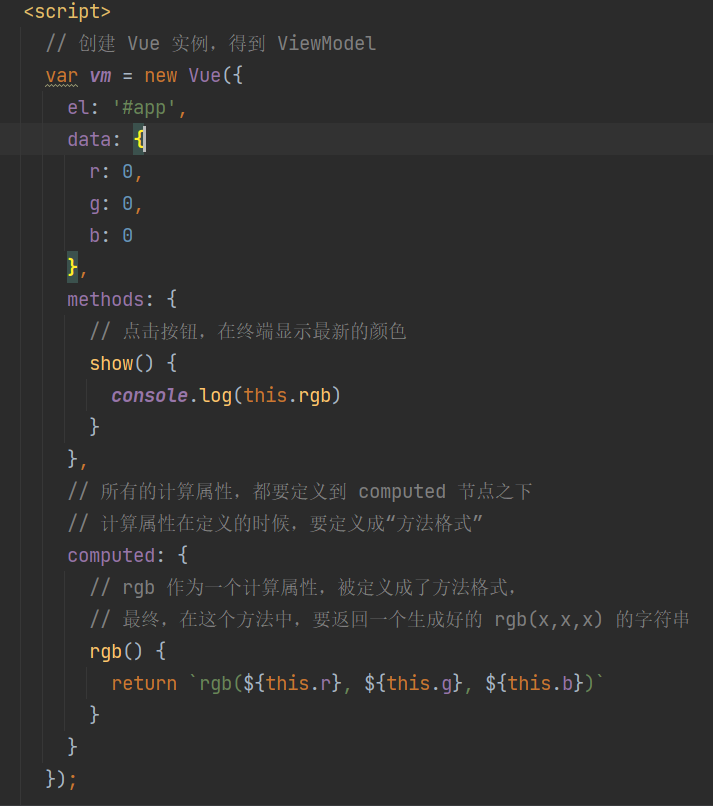 <script>
// 创建 Vue 实例，得到 ViewModel
var vm = new Vue({
el: '#app',
data: {
r: 0,
g: 0,
b: 0
},
methods: {
// 点击按钮，在终端显示最新的颜色
show() {
console.log(this.rgb)
}
},
// 所有的计算属性，都要定义到 computed 节点之下
// 计算属性在定义的时候，要定义成“方法格式”
computed: {
// rgb 作为一个计算属性，被定义成了方法格式，
// 最终，在这个方法中，要返回一个生成好的 rgb(x,x,x) 的字符串
rgb() {
return `rgb(${this.r}, ${this.g}, ${this.b})`
}
}
});